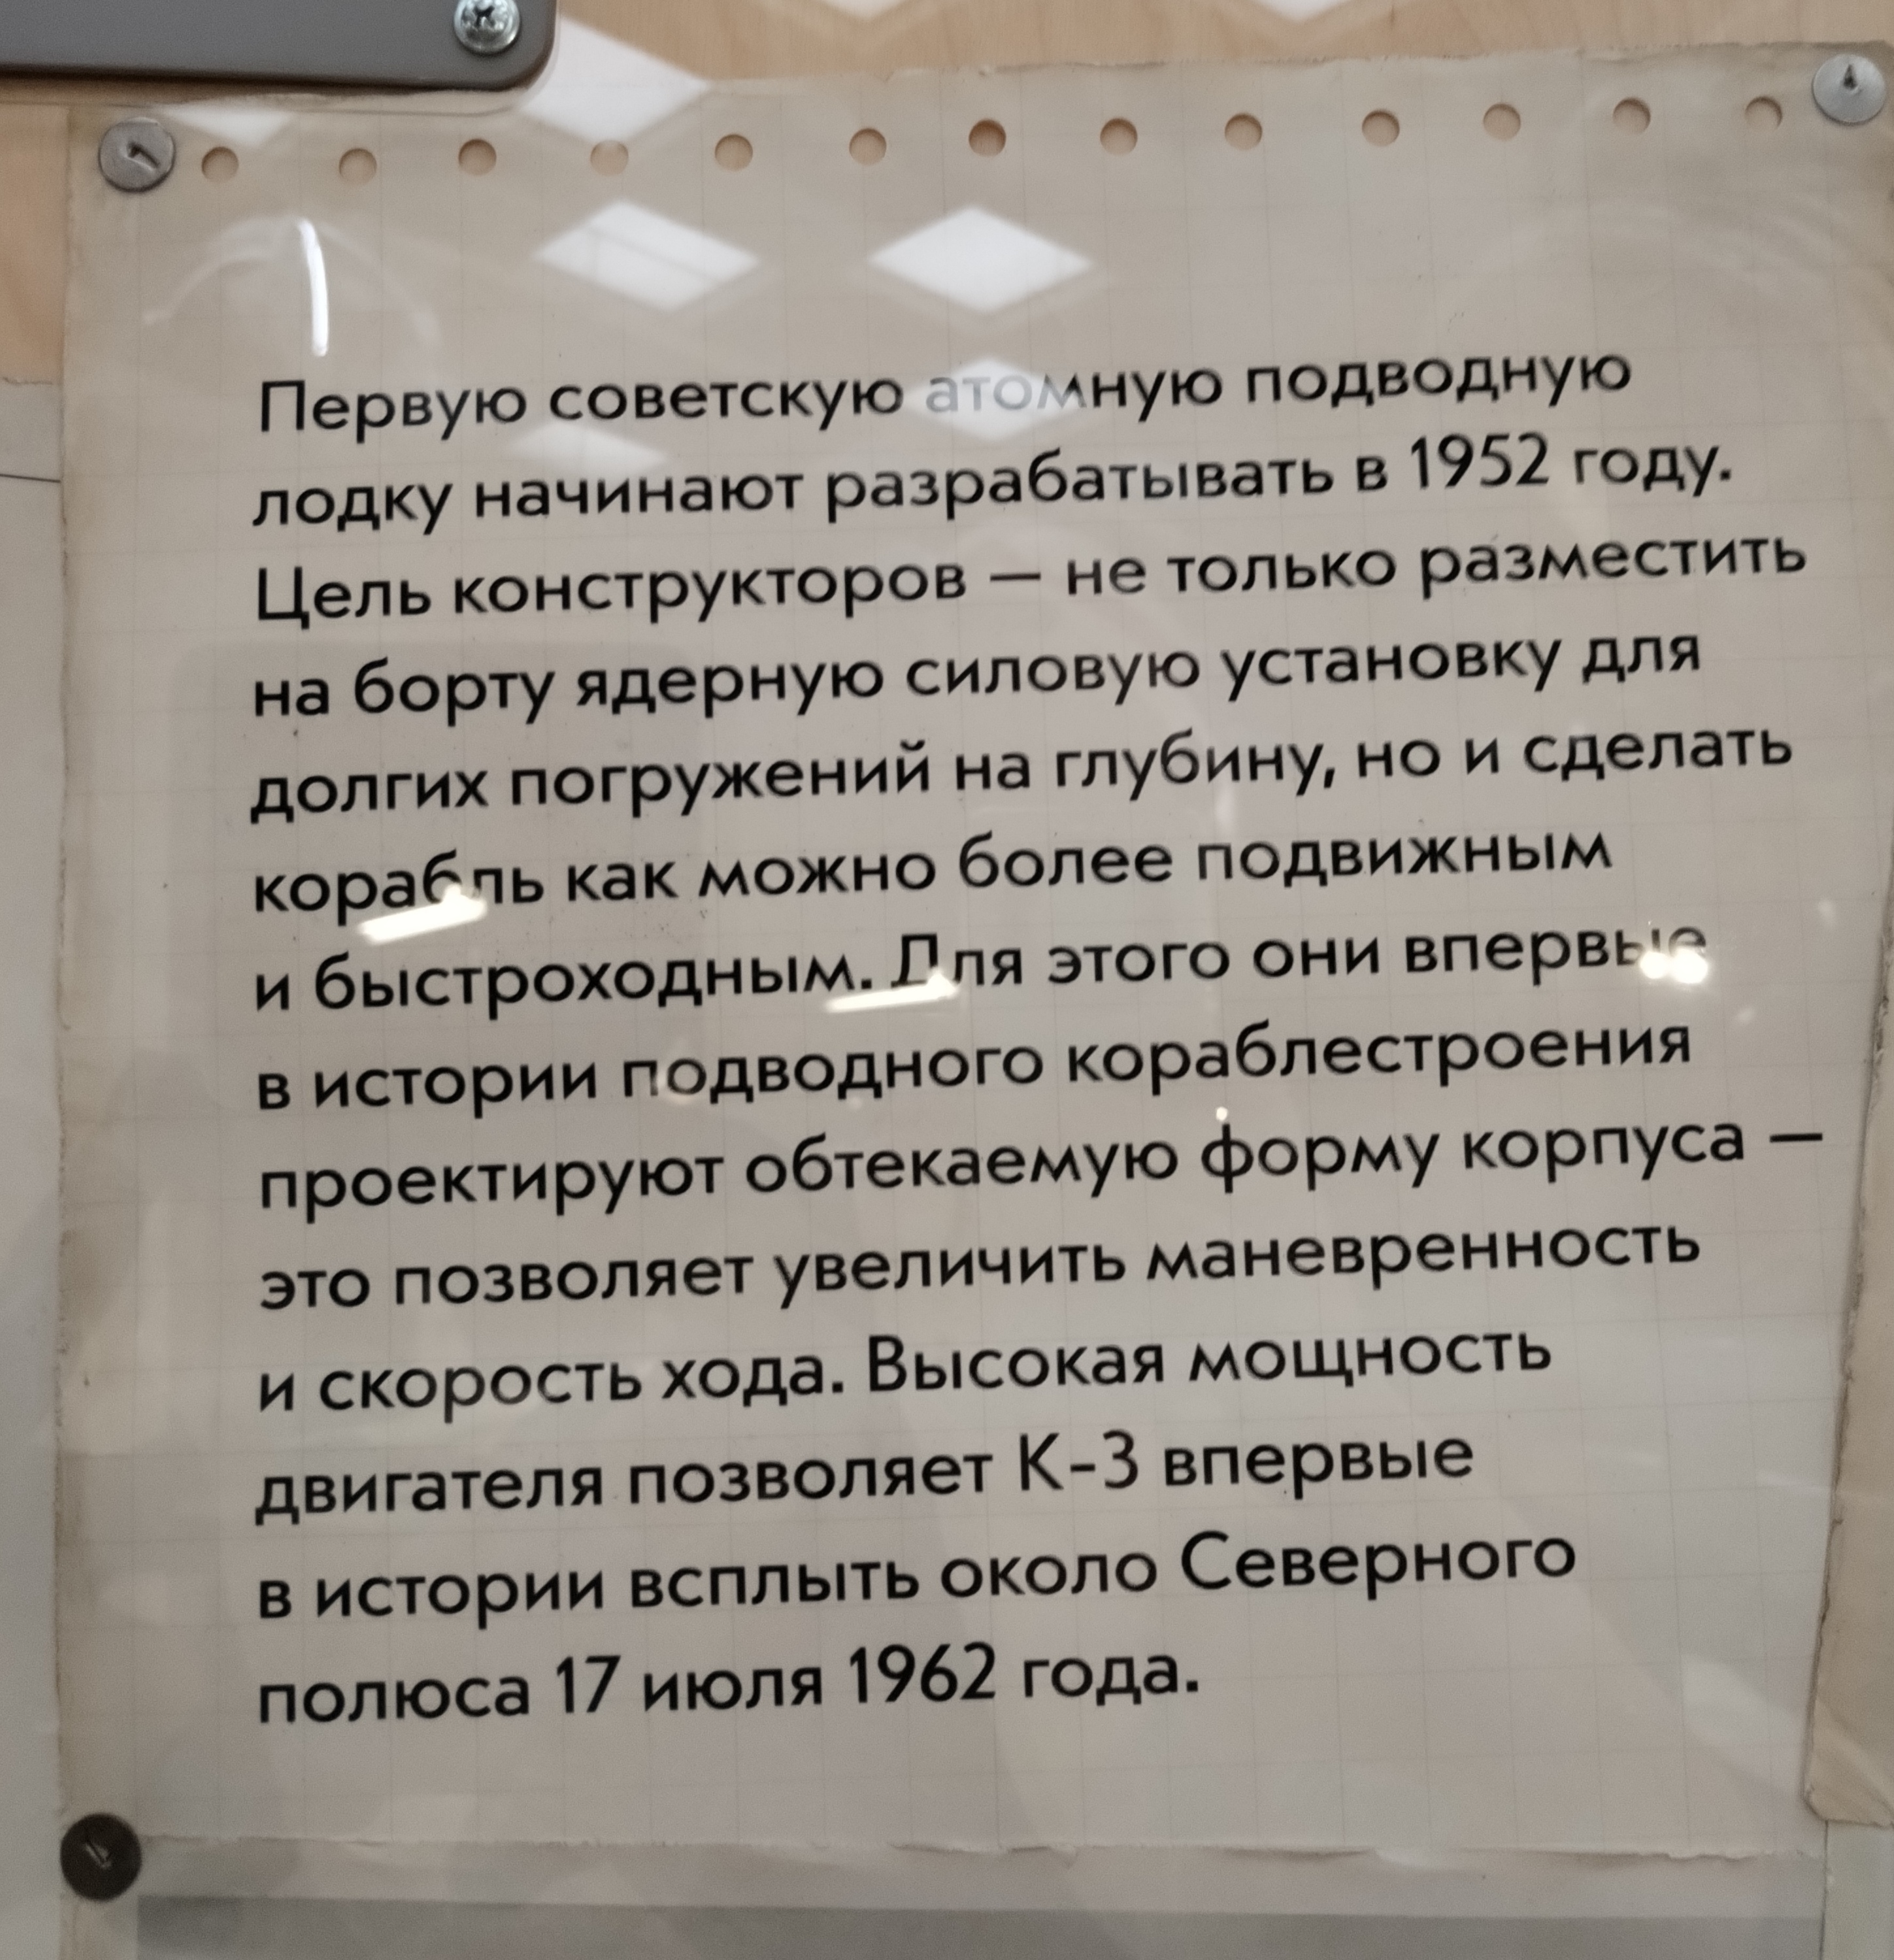 Первую советскую атомную подводную
лодку начинают разрабатывать в 1952 году.
Цель конструкторов — не только разместить
на борту ядерную силовую установку для
долгих погружений на глубину, но и сделать
корабль как можно более подвижным
и быстроходным. Для этого они впервые
в истории подводного кораблестроения
проектируют обтекаемую форму корпуса —
это позволяет увеличить маневренность
и скорость хода. Высокая мощность
двигателя позволяет К-3 впервые
в истории всплыть около Северного
полюса 17 июля 1962 года.